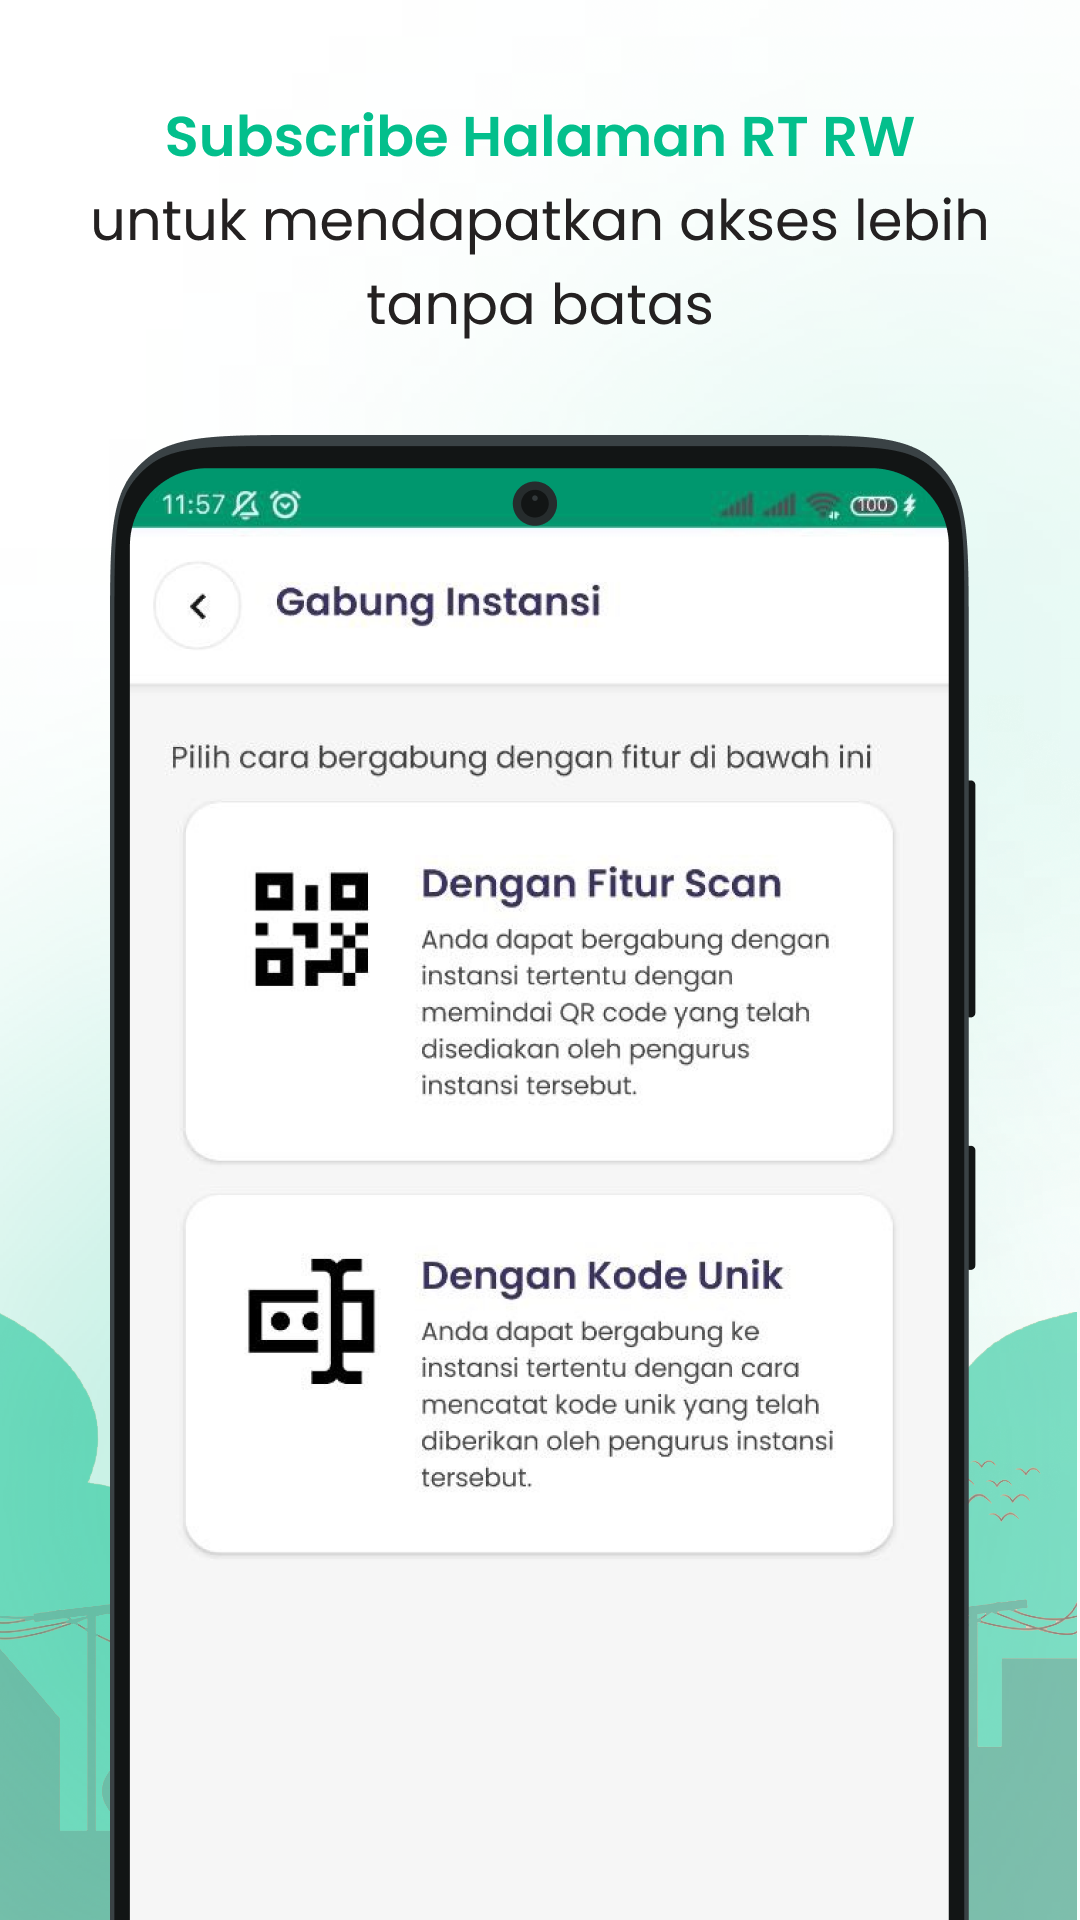 Subscribe Halaman RT RW
untuk mendapatkan akses lebih
tanpa batas
11:57
100
Gabung Instansi
Pilih cara bergabung dengan fitur di bawah ini
Dengan Fitur Scan
Anda dapat bergabung dengan
instansi tertentu dengan
memindai QR code yang telah
disediakan oleh pengurus
instansi tersebut.
Dengan Kode Unik
Anda dapat bergabung ke
instansi tertentu dengan cara
mencatat kode unik yang telah
diberikan oleh pengurus instansi
tersebut.